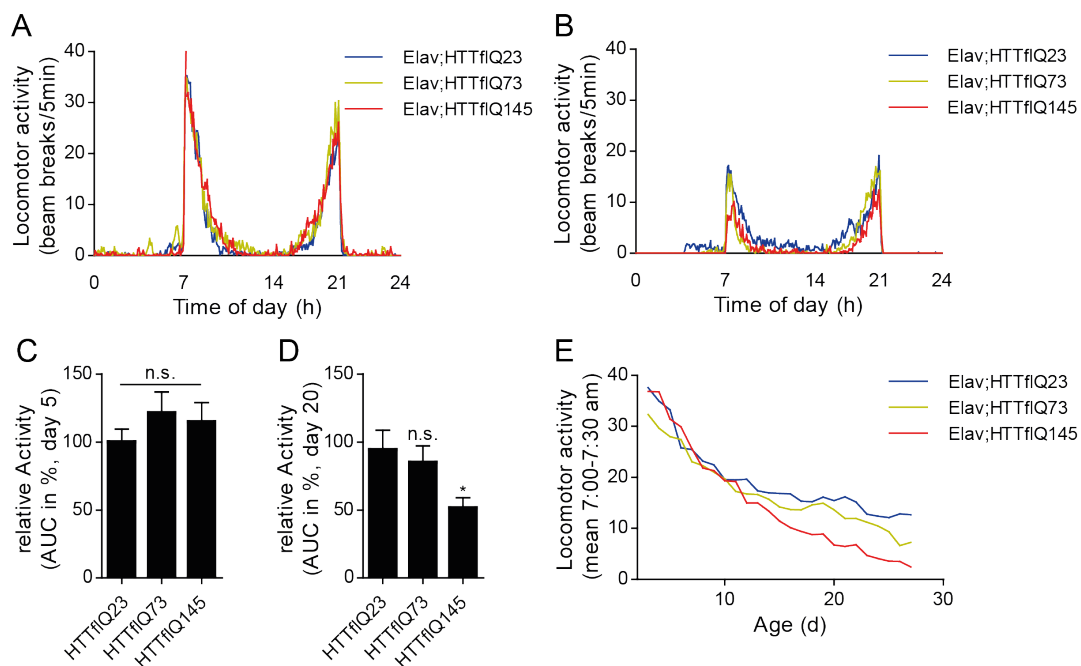 A
Locomotor activity
(beam breaks/5min)
40
30
20
10
0
0
7
14
21
24
Time of day (h)
Elav;HTTflQ23
Elav;HTTflQ73
Elav;HTTflQ145
B
Locomotor activity
(beam breaks/5min)
40
30
20
10
0
0
7
14
21
24
Time of day (h)
Elav;HTTflQ23
Elav;HTTflQ73
Elav;HTTflQ145
C
relative Activity
(AUC in %, day 5)
150
100
50
0
n.s.
HTTflQ23
HTTflQ73
HTTflQ145
D
relative Activity
(AUC in %, day 20)
150
100
50
0
n.s.
*
HTTflQ23
HTTflQ73
HTTflQ145
E
Locomotor activity
(mean 7:00-7:30 am)
40
30
20
10
0
10
20
30
Age (d)
Elav;HTTflQ23
Elav;HTTflQ73
Elav;HTTflQ145